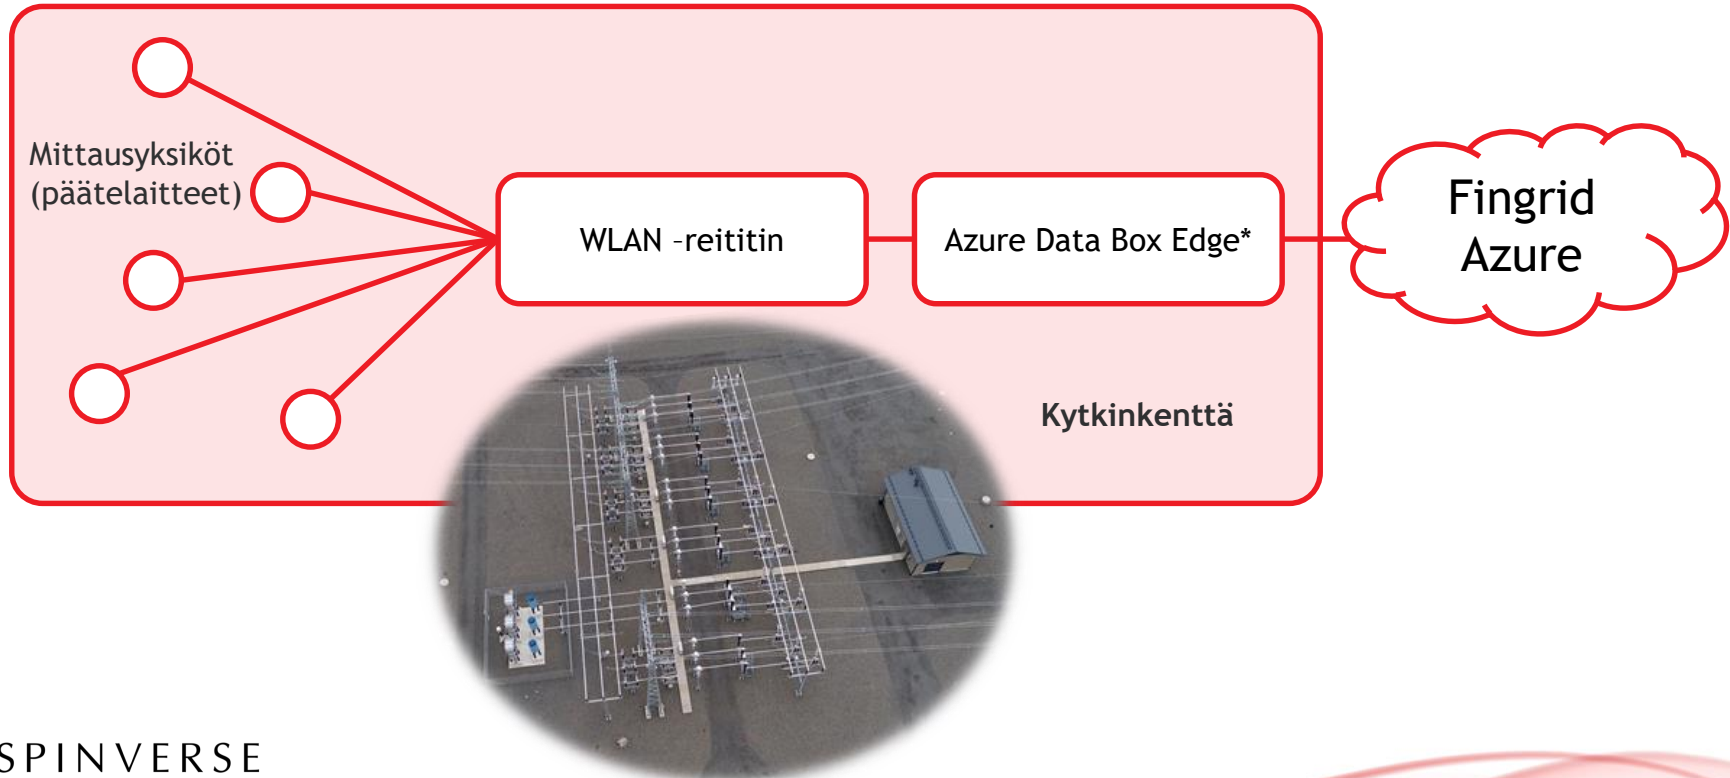 Mittausyksiköt
(päätelaitteet)
WLAN –reititin
Azure Data Box Edge*
Fingrid
Azure
Kytkinkenttä
SPINVERSE